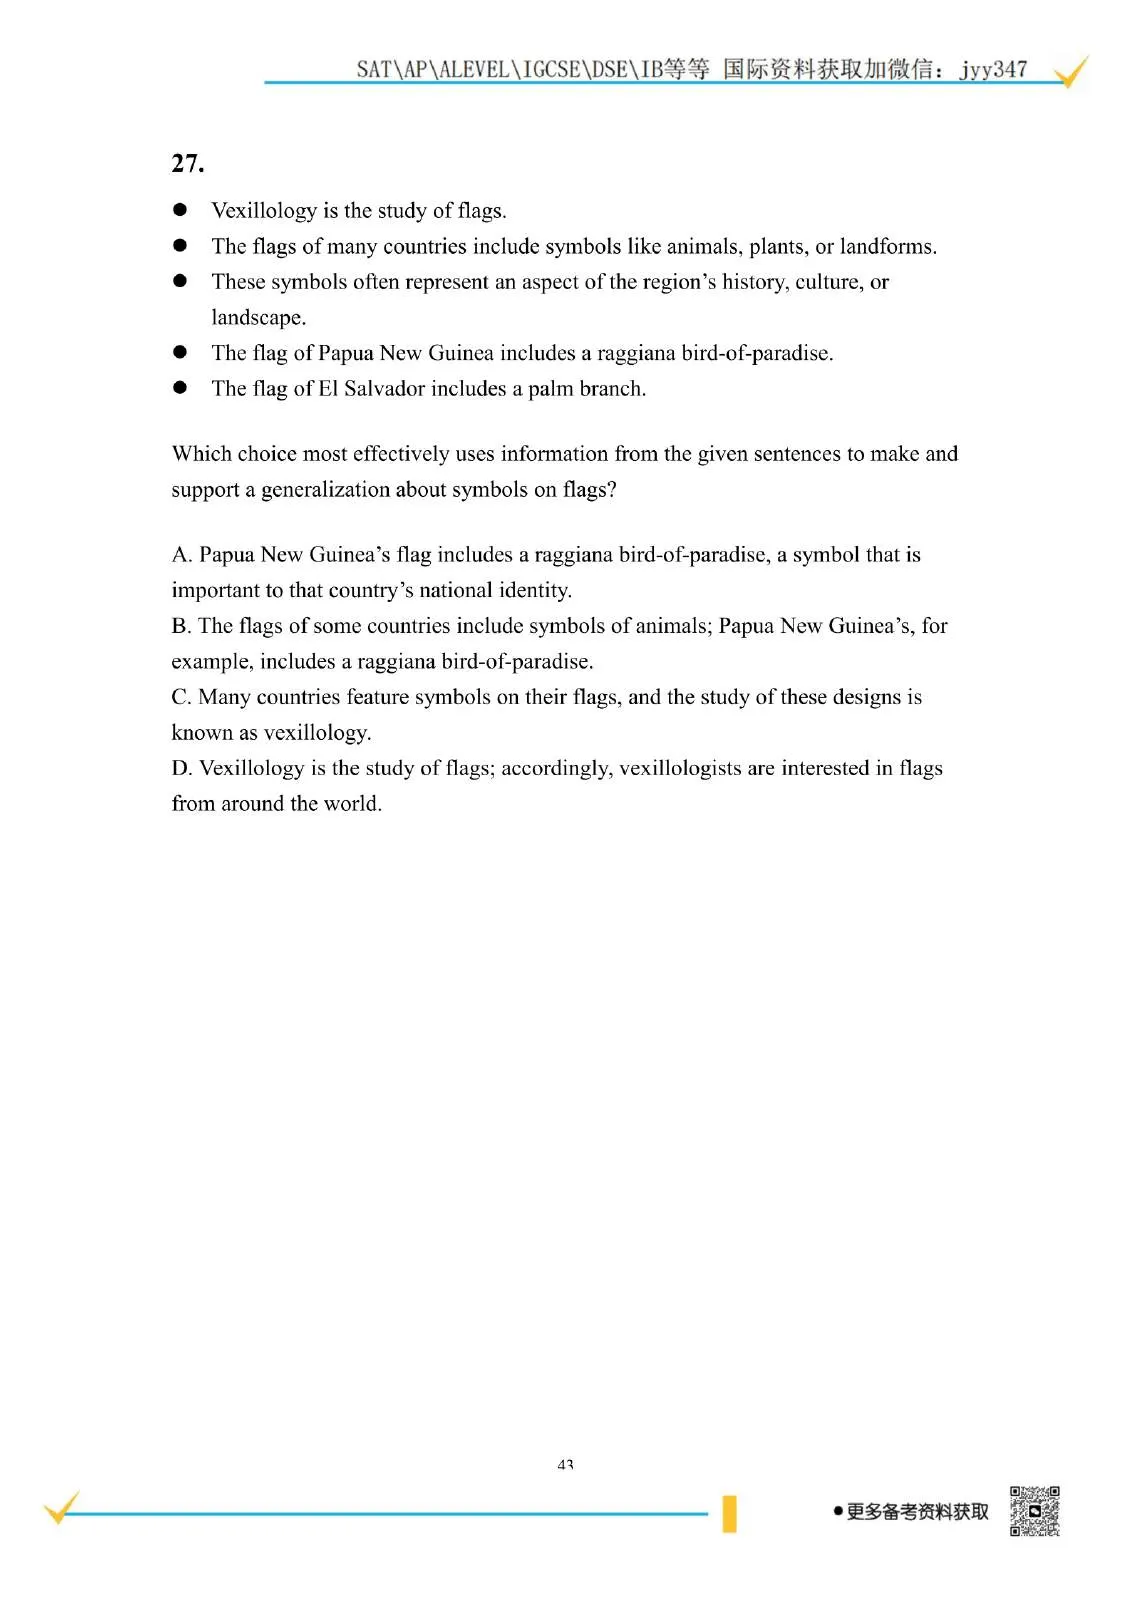 SAT\AP\ALEVEL\IGCSE\DSE\IB等等 国际资料获取加微信：jyy347
27.
● Vexillology is the study of flags.
● The flags of many countries include symbols like animals, plants, or landforms.
● These symbols often represent an aspect of the region’s history, culture, or
landscape.
● The flag of Papua New Guinea includes a raggiana bird-of-paradise.
● The flag of El Salvador includes a palm branch.
Which choice most effectively uses information from the given sentences to make and
support a generalization about symbols on flags?
A. Papua New Guinea’s flag includes a raggiana bird-of-paradise, a symbol that is
important to that country’s national identity.
B. The flags of some countries include symbols of animals; Papua New Guinea’s, for
example, includes a raggiana bird-of-paradise.
C. Many countries feature symbols on their flags, and the study of these designs is
known as vexillology.
D. Vexillology is the study of flags; accordingly, vexillologists are interested in flags
from around the world.
43
●更多备考资料获取